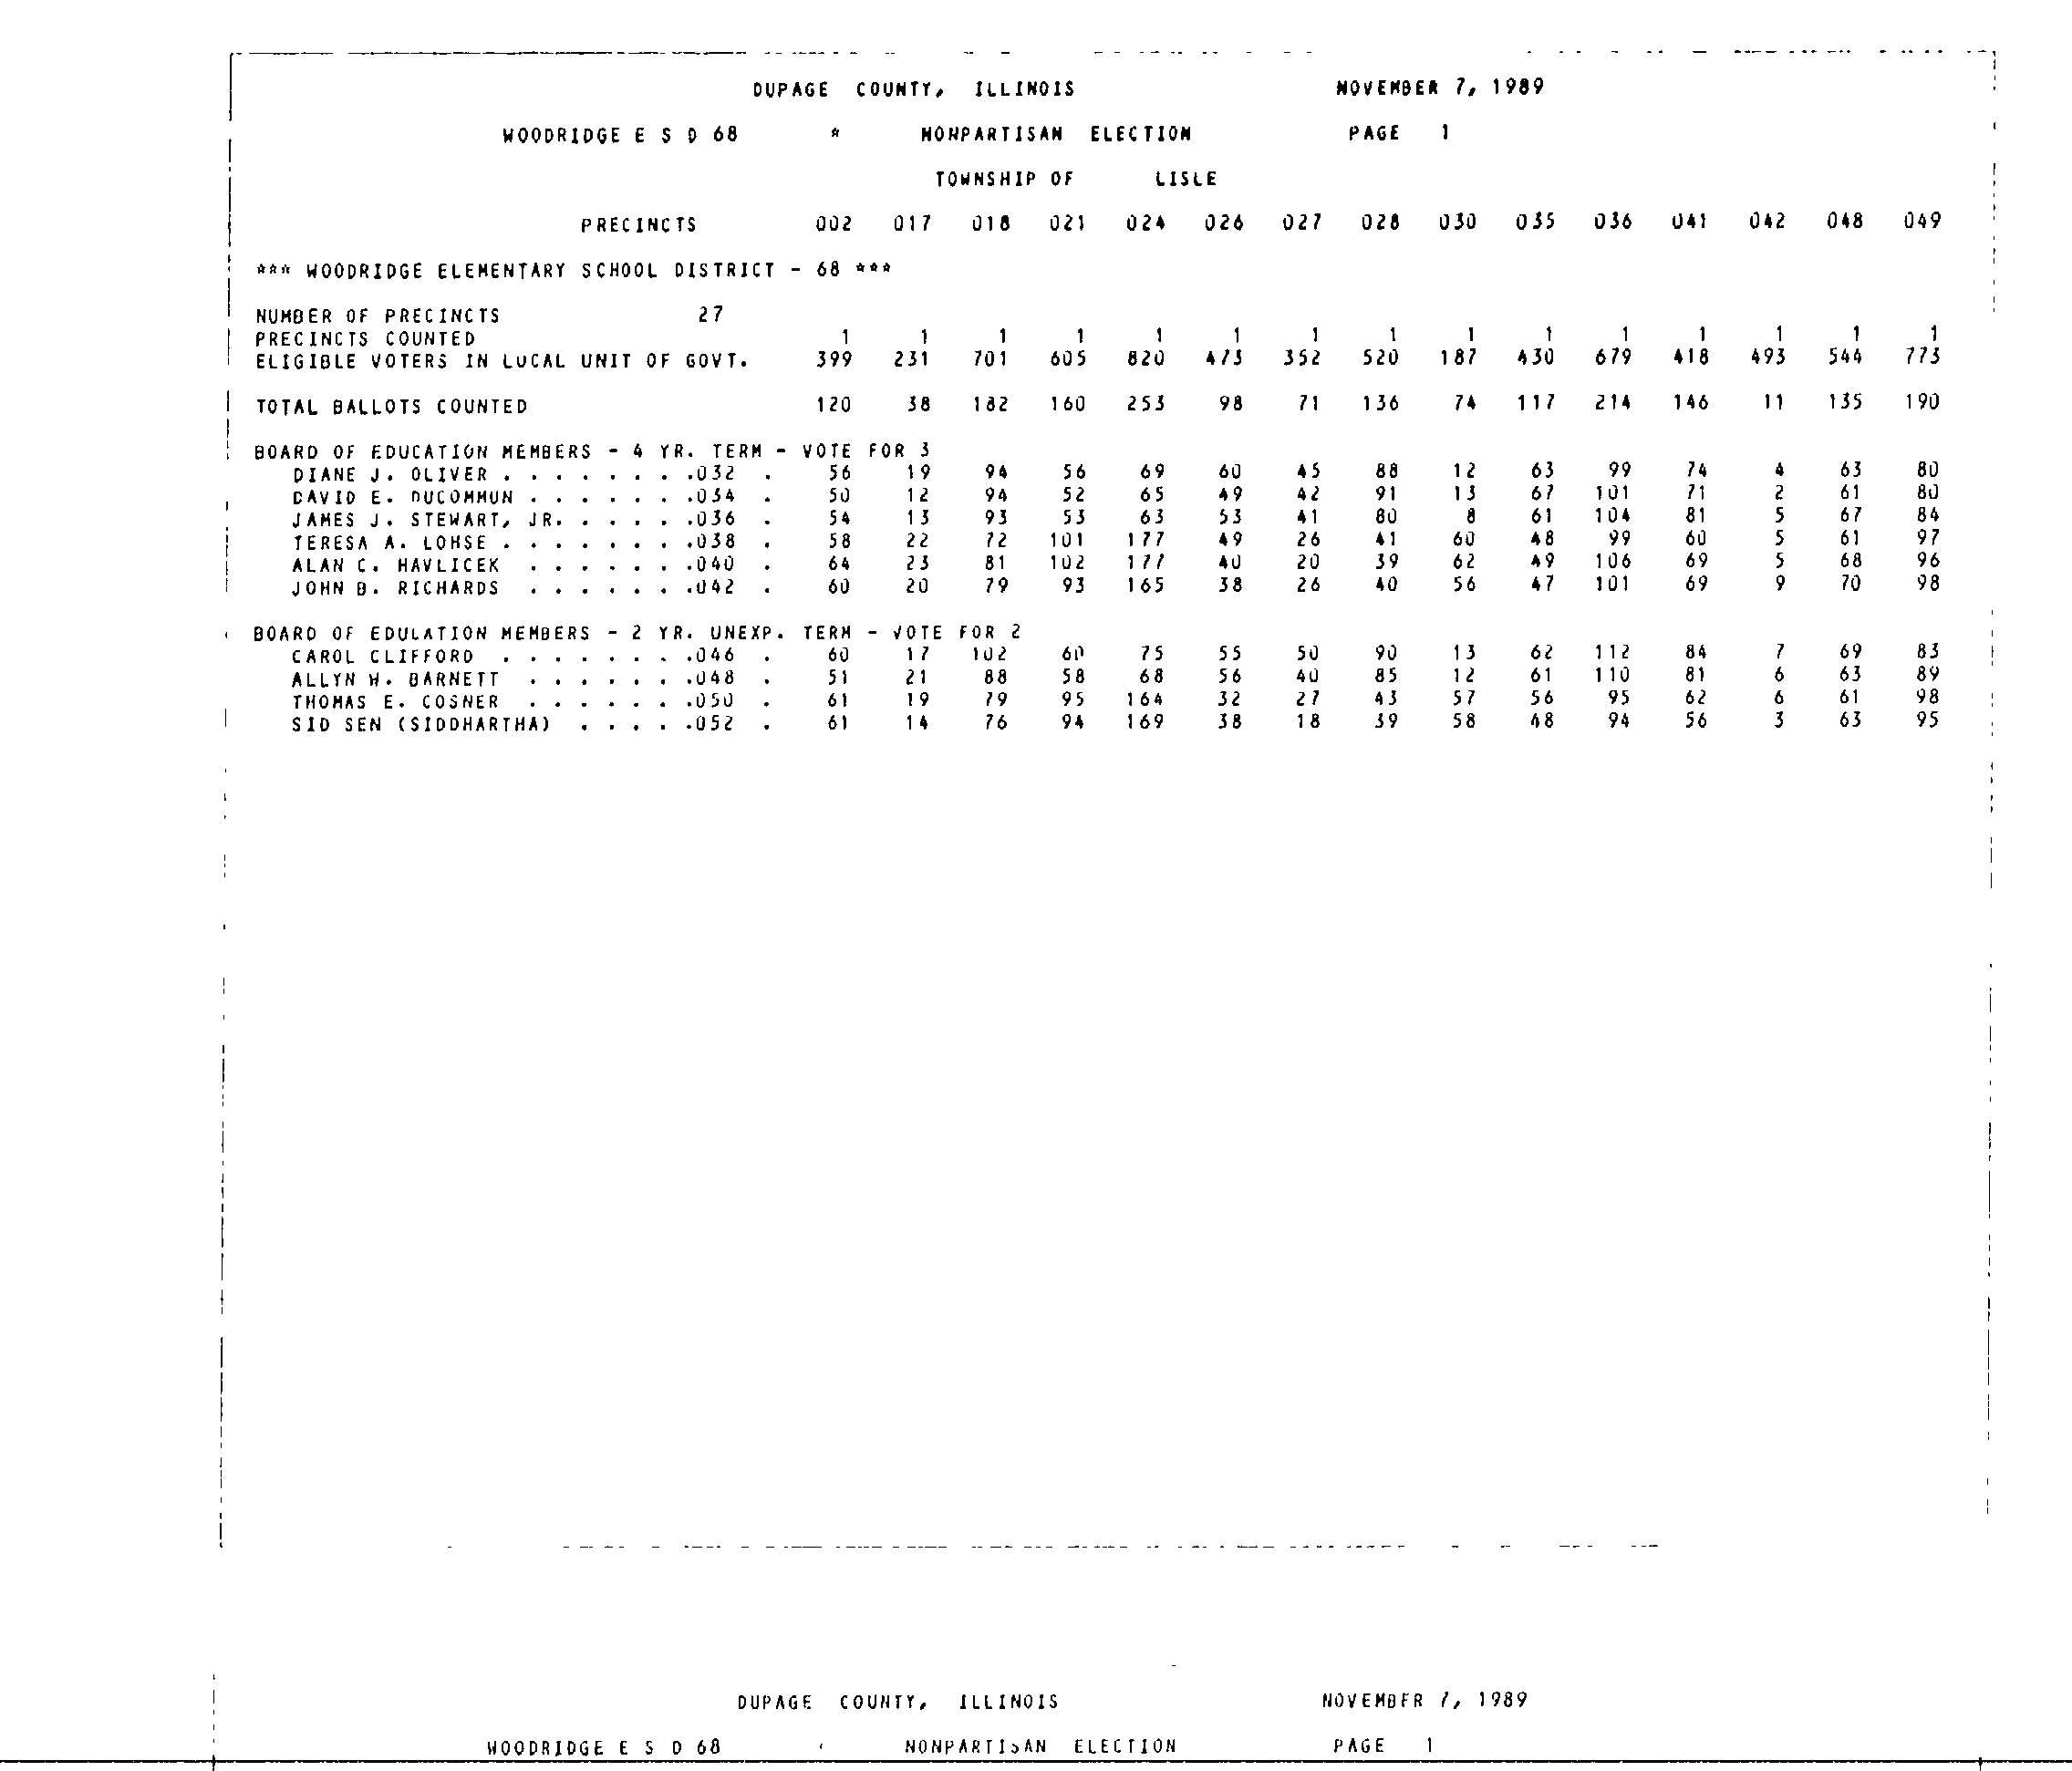 DUPAGE COUNTY, ILLINOIS NOVEMBER 7, 1989
WOODRIDGE E S D 68 * NONPARTISAN ELECTION PAGE 1
TOWNSHIP OF LISLE
PRECINCTS 002 017 018 021 024 026 027 028 030 035 036 041 042 048 049
*** WOODRIDGE ELEMENTARY SCHOOL DISTRICT - 68 ***
NUMBER OF PRECINCTS 27
PRECINCTS COUNTED 1 1 1 1 1 1 1 1 1 1 1 1 1 1 1
ELIGIBLE VOTERS IN LOCAL UNIT OF GOVT. 399 231 701 605 820 473 352 520 187 430 679 418 493 544 773
TOTAL BALLOTS COUNTED 120 38 182 160 253 98 71 136 74 117 214 146 11 135 190
BOARD OF EDUCATION MEMBERS - 4 YR. TERM - VOTE FOR 3
DIANE J. OLIVER . . . . . . . .032 . 56 19 94 56 69 60 45 88 12 63 99 74 4 63 80
DAVID E. DUCOMMUN . . . . . . .034 . 50 12 94 52 65 49 42 91 13 67 101 71 2 61 80
JAMES J. STEWART, JR. . . . . .036 . 54 13 93 53 63 53 41 80 8 61 104 81 5 67 84
TERESA A. LOHSE . . . . . . . .038 . 58 22 72 101 177 49 26 41 60 48 99 60 5 61 97
ALAN C. HAVLICEK . . . . . . .040 . 64 23 81 102 177 40 20 39 62 49 106 69 5 68 96
JOHN B. RICHARDS . . . . . . .042 . 60 20 79 93 165 38 26 40 56 47 101 69 9 70 98
BOARD OF EDULATION MEMBERS - 2 YR. UNEXP. TERM - VOTE FOR 2
CAROL CLIFFORD . . . . . . . .046 . 60 17 102 60 75 55 50 90 13 62 112 84 7 69 83
ALLYN W. BARNETT . . . . . . .048 . 51 21 88 58 68 56 40 85 12 61 110 81 6 63 89
THOMAS E. COSNER . . . . . . .050 . 61 19 79 95 164 32 27 43 57 56 95 62 6 61 98
SID SEN (SIDDHARTHA) . . . . .052 . 61 14 76 94 169 38 18 39 58 48 94 56 3 63 95
DUPAGE COUNTY, ILLINOIS NOVEMBER 7, 1989
WOODRIDGE E S D 68 NONPARTISAN ELECTION PAGE 1